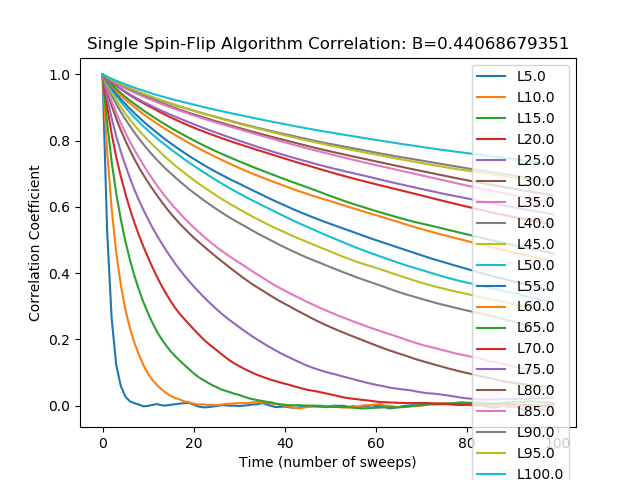 Single Spin-Flip Algorithm Correlation: B=0.44068679351
Correlation Coefficient
1.0
0.8
0.6
0.4
0.2
0.0
0
20
40
60
80
100
Time (number of sweeps)
L5.0
L10.0
L15.0
L20.0
L25.0
L30.0
L35.0
L40.0
L45.0
L50.0
L55.0
L60.0
L65.0
L70.0
L75.0
L80.0
L85.0
L90.0
L95.0
L100.0